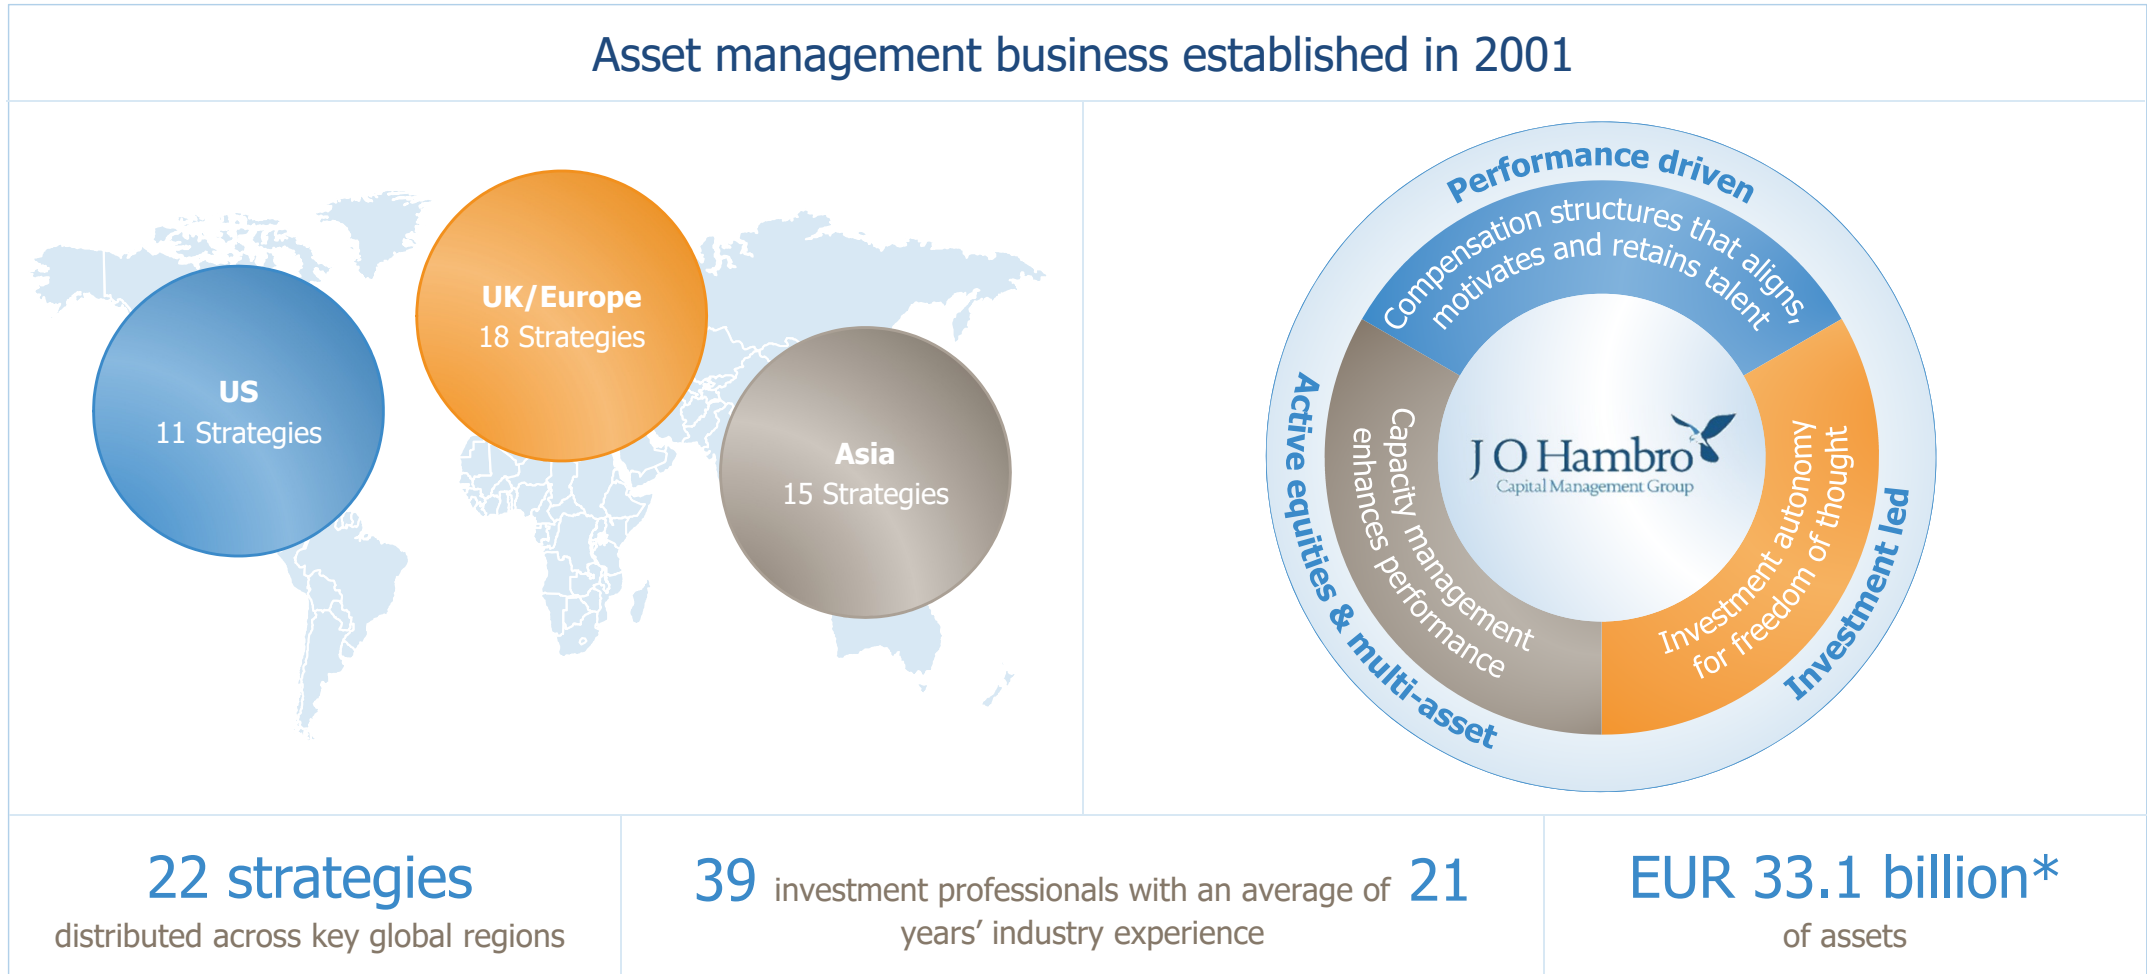 Asset management business established in 2001
US
11 Strategies
UK/Europe
18 Strategies
Asia
15 Strategies
Performance driven
Compensation structures that aligns,
motivates and retains talent
Active equities & multi-asset
Capacity management
enhances performance
J O Hambro
Capital Management Group
Investment autonomy
for freedom of thought
Investment led
22 strategies
distributed across key global regions
39 investment professionals with an average of 21
years’ industry experience
EUR 33.1 billion*
of assets